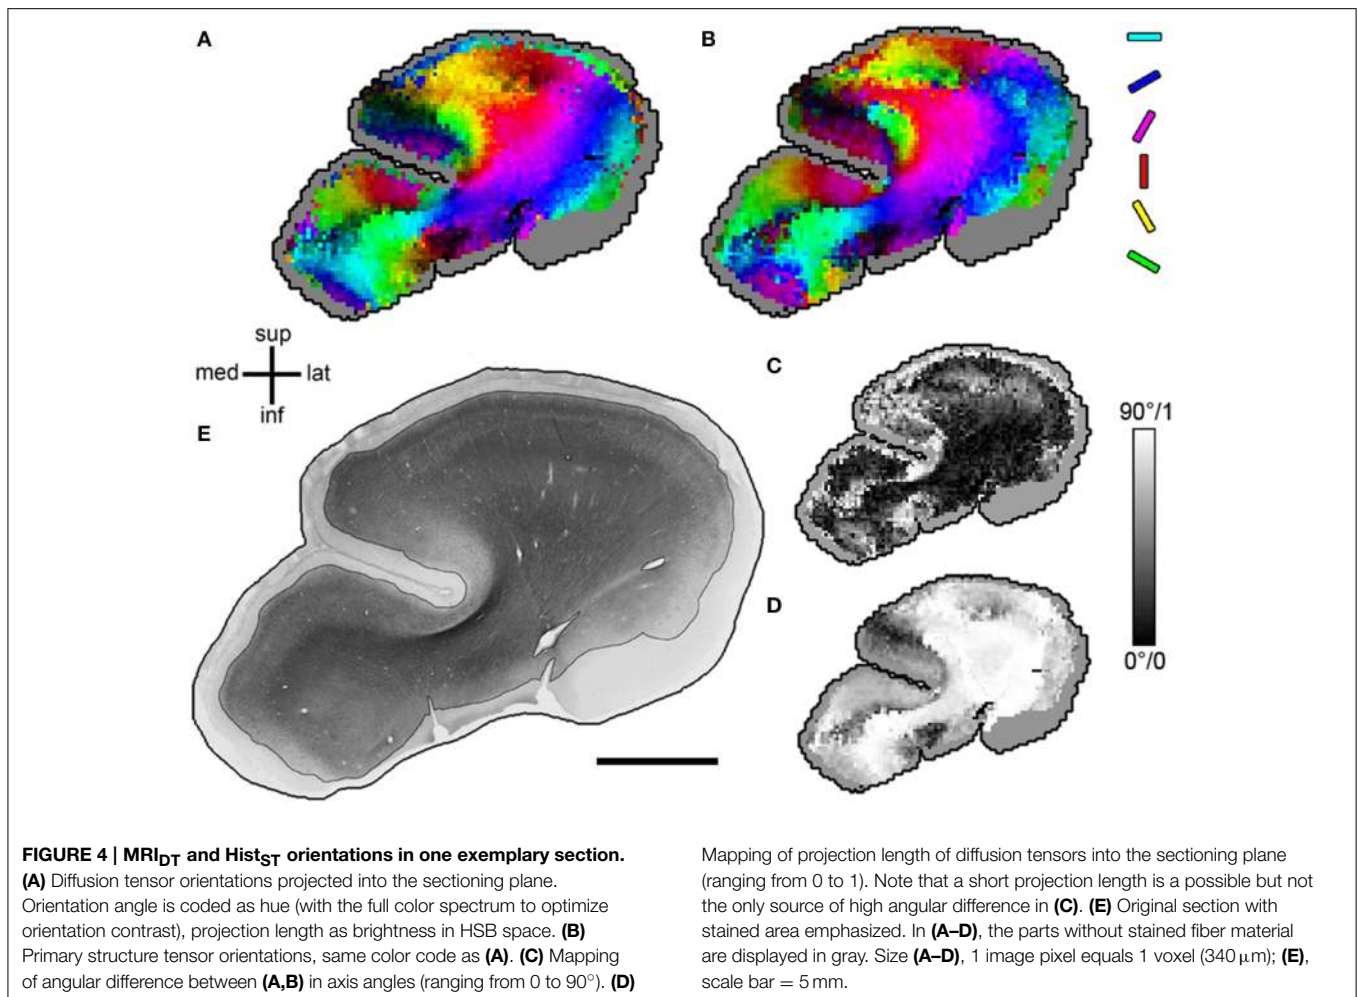 A
B
sup
med
lat
inf
C
90°/1
E
D
0°/0
FIGURE 4 | MRIDT and HistST orientations in one exemplary section.
(A) Diffusion tensor orientations projected into the sectioning plane.
Orientation angle is coded as hue (with the full color spectrum to optimize
orientation contrast), projection length as brightness in HSB space. (B)
Primary structure tensor orientations, same color code as (A). (C) Mapping
of angular difference between (A,B) in axis angles (ranging from 0 to 90°). (D)
Mapping of projection length of diffusion tensors into the sectioning plane
(ranging from 0 to 1). Note that a short projection length is a possible but not
the only source of high angular difference in (C). (E) Original section with
stained area emphasized. In (A–D), the parts without stained fiber material
are displayed in gray. Size (A–D), 1 image pixel equals 1 voxel (340 μm); (E),
scale bar = 5 mm.